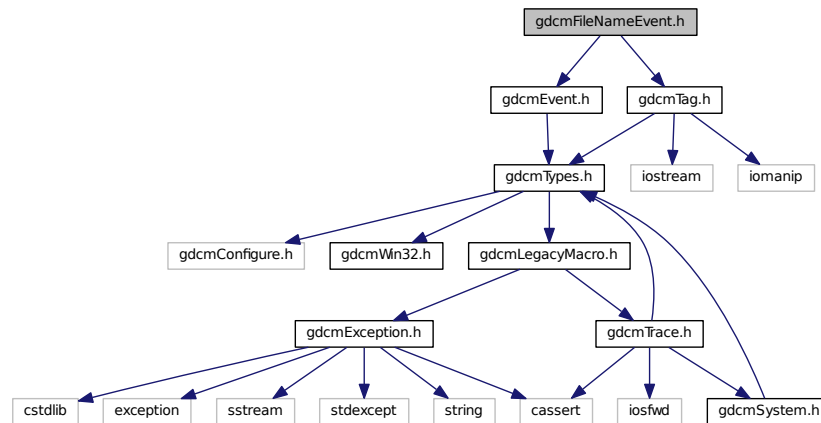 gdcmFileNameEvent.h
gdcmEvent.h
gdcmTag.h
gdcmTypes.h
iostream
iomanip
gdcmConfigure.h
gdcmWin32.h
gdcmLegacyMacro.h
gdcmException.h
gdcmTrace.h
cstdlib
exception
sstream
stdexcept
string
cassert
iosfwd
gdcmSystem.h